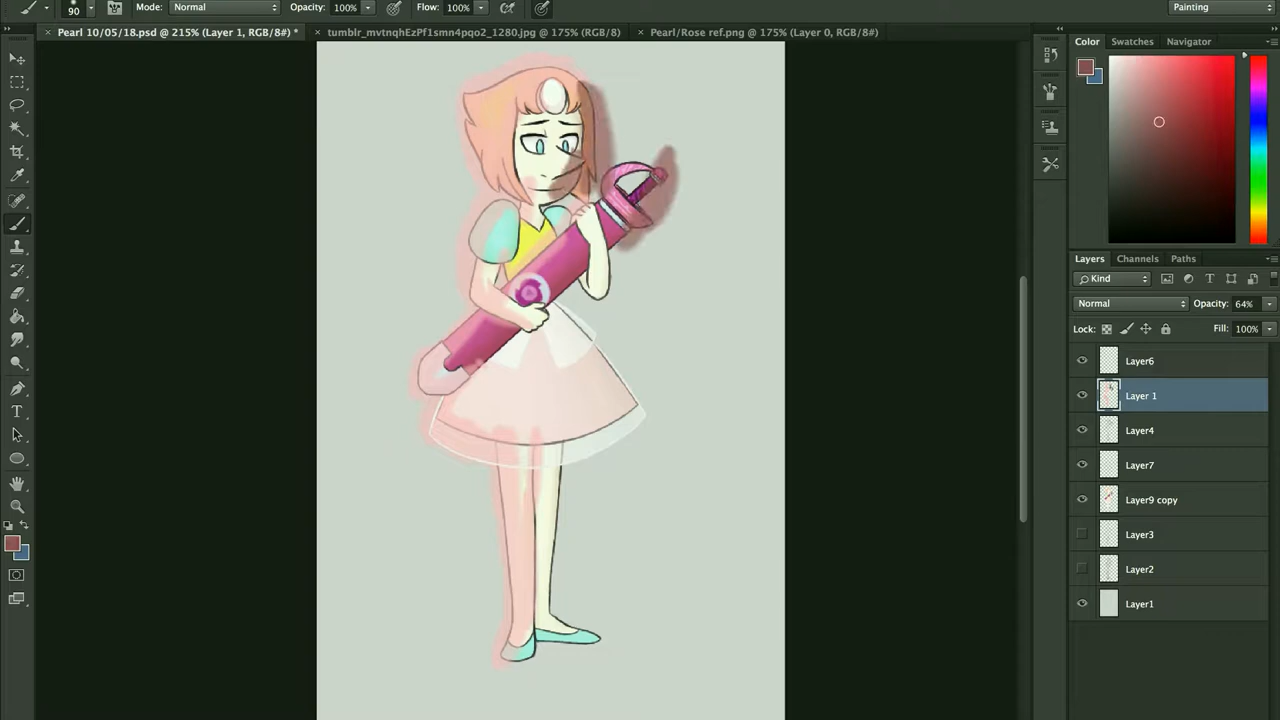 90 Mode: Normal Opacity: 100% Flow: 100% Painting
Pearl 10/05/18.psd @ 215% (Layer 1, RGB/8#) * tumblr_mvtnqhEzPf1smn4pqo2_1280.jpg @ 175% (RGB/8) Pearl/Rose ref.png @ 175% (Layer 0, RGB/8#)
Color Swatches Navigator
Layers Channels Paths
Kind
Normal Opacity: 64%
Lock: Fill: 100%
Layer6
Layer 1
Layer4
Layer7
Layer9 copy
Layer3
Layer2
Layer1